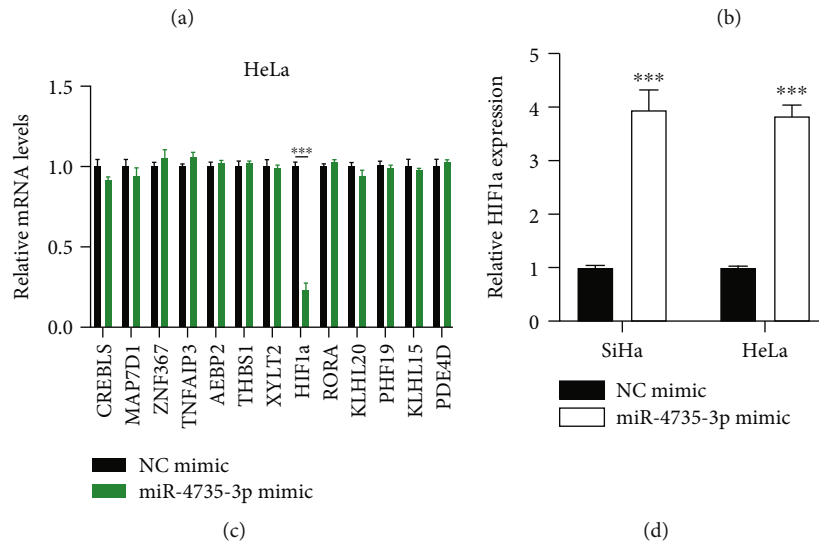 (a)
(b)
HeLa
Relative mRNA levels
1.5
1.0
0.5
0.0
***
CREBLS
MAP7D1
ZNF367
TNFAIP3
AEBP2
THBS1
XYLT2
HIF1a
RORA
KLHL20
PHF19
KLHL15
PDE4D
NC mimic
miR-4735-3p mimic
(c)
Relative HIF1a expression
5
4
3
2
1
0
***
***
SiHa
HeLa
NC mimic
miR-4735-3p mimic
(d)